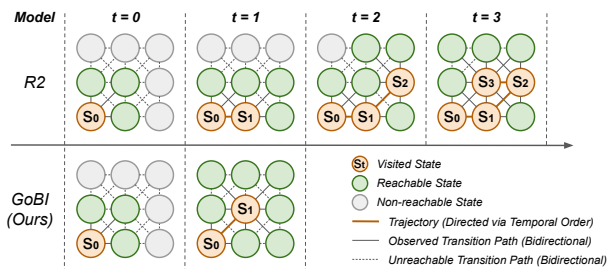 Model t = 0 t = 1 t = 2 t = 3
R2
S0 S0 S1 S0 S1 S2 S0 S1 S3 S2
GoBI
(Ours)
S0 S0 S1
St Visited State
Reachable State
Non-reachable State
Trajectory (Directed via Temporal Order)
Observed Transition Path (Bidirectional)
Unreachable Transition Path (Bidirectional)